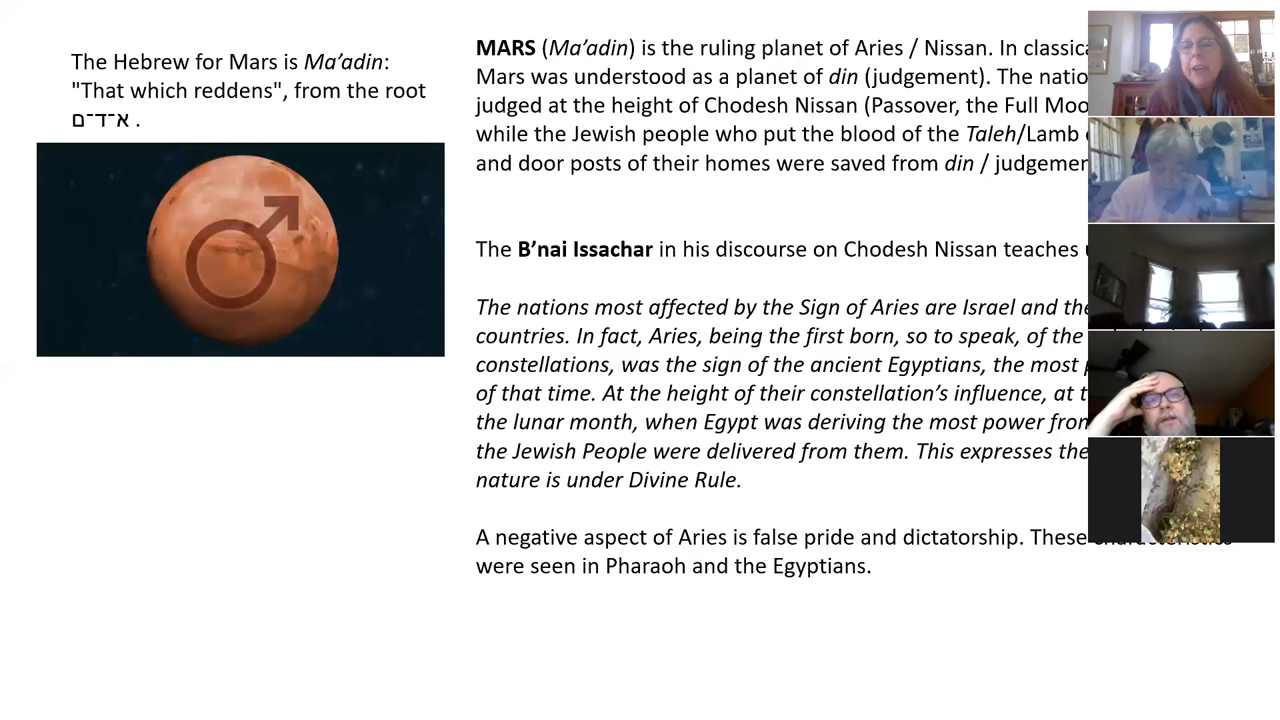 The Hebrew for Mars is Ma’adin:
"That which reddens", from the root
א־ד־ם .
MARS (Ma’adin) is the ruling planet of Aries / Nissan. In
Mars was understood as a planet of din (judgement). The
judged at the height of Chodesh Nissan (Passover, the Full
while the Jewish people who put the blood of the Taleh/Lamb
and door posts of their homes were saved from din /
The B’nai Issachar in his discourse on Chodesh Nissan teaches
The nations most affected by the Sign of Aries are Israel and
countries. In fact, Aries, being the first born, so to speak, of the
constellations, was the sign of the ancient Egyptians, the most
of that time. At the height of their constellation’s influence, at
the lunar month, when Egypt was deriving the most power
the Jewish People were delivered from them. This expresses the
nature is under Divine Rule.
A negative aspect of Aries is false pride and dictatorship. These characteristics
were seen in Pharaoh and the Egyptians.